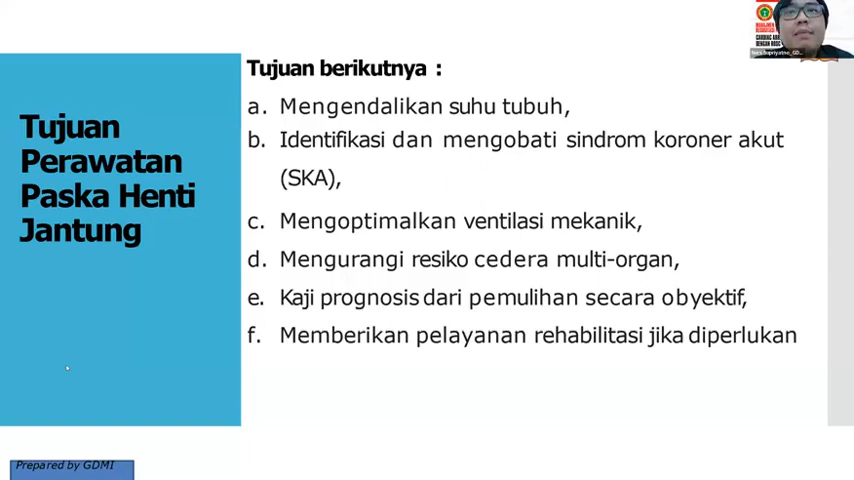 Tujuan
Perawatan
Paska Henti
Jantung
Tujuan berikutnya :
a. Mengendalikan suhu tubuh,
b. Identifikasi dan mengobati sindrom koroner akut
(SKA),
c. Mengoptimalkan ventilasi mekanik,
d. Mengurangi resiko cedera multi-organ,
e. Kaji prognosis dari pemulihan secara obyektif,
f. Memberikan pelayanan rehabilitasi jika diperlukan
Prepared by GDMI